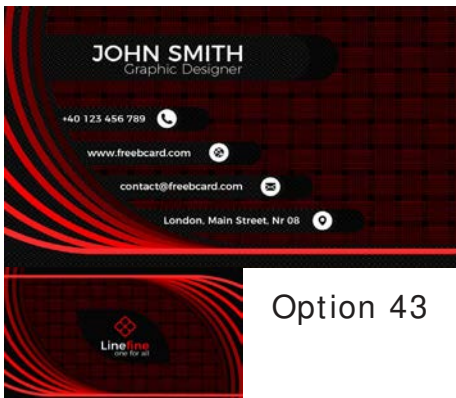 JOHN SMITH
Graphic Designer
+40 123 456 789
www.freebcard.com
contact@freebcard.com
London, Main Street, Nr 08
Linefine
one for all
Option 43